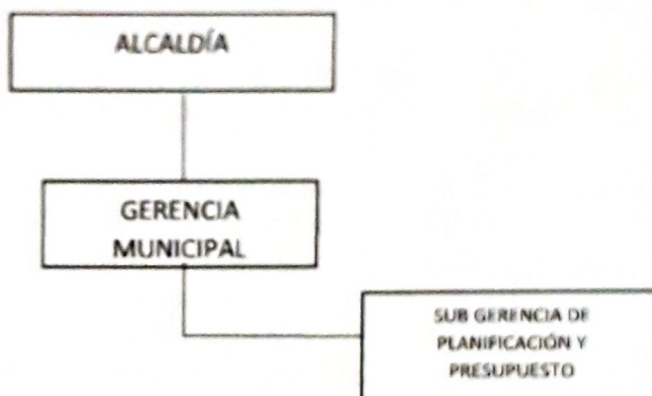 ALCALDÍA
GERENCIA
MUNICIPAL
SUB GERENCIA DE
PLANIFICACIÓN Y
PRESUPUESTO